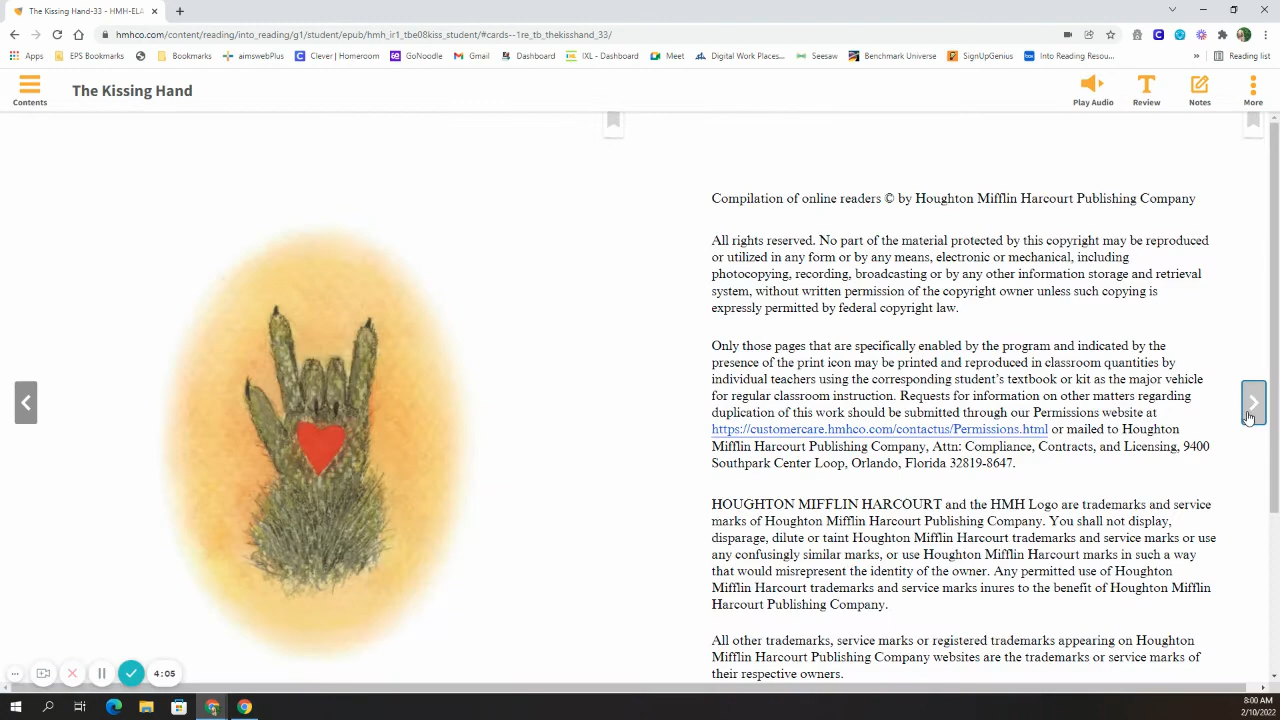 The Kissing Hand-33 - HMH-ELA
hmhco.com/content/reading/into_reading/g1/student/epub/hmh_ir1_tbe08kiss_student/#cards--1re_tb_thekisshand_33/
Apps EPS Bookmarks Bookmarks aimswebPlus Clever | Homeroom GoNoodle Gmail Dashboard IXL - Dashboard Meet Digital Work Places... Seesaw Benchmark Universe SignUpGenius Into Reading Resou... » Reading list
Contents
The Kissing Hand
Play Audio Review Notes More
Compilation of online readers © by Houghton Mifflin Harcourt Publishing Company
All rights reserved. No part of the material protected by this copyright may be reproduced
or utilized in any form or by any means, electronic or mechanical, including
photocopying, recording, broadcasting or by any other information storage and retrieval
system, without written permission of the copyright owner unless such copying is
expressly permitted by federal copyright law.
Only those pages that are specifically enabled by the program and indicated by the
presence of the print icon may be printed and reproduced in classroom quantities by
individual teachers using the corresponding student's textbook or kit as the major vehicle
for regular classroom instruction. Requests for information on other matters regarding
duplication of this work should be submitted through our Permissions website at
https://customercare.hmhco.com/contactus/Permissions.html or mailed to Houghton
Mifflin Harcourt Publishing Company, Attn: Compliance, Contracts, and Licensing, 9400
Southpark Center Loop, Orlando, Florida 32819-8647.
HOUGHTON MIFFLIN HARCOURT and the HMH Logo are trademarks and service
marks of Houghton Mifflin Harcourt Publishing Company. You shall not display,
disparage, dilute or taint Houghton Mifflin Harcourt trademarks and service marks or use
any confusingly similar marks, or use Houghton Mifflin Harcourt marks in such a way
that would misrepresent the identity of the owner. Any permitted use of Houghton
Mifflin Harcourt trademarks and service marks inures to the benefit of Houghton Mifflin
Harcourt Publishing Company.
All other trademarks, service marks or registered trademarks appearing on Houghton
Mifflin Harcourt Publishing Company websites are the trademarks or service marks of
their respective owners.
4:05
8:00 AM
2/10/2022